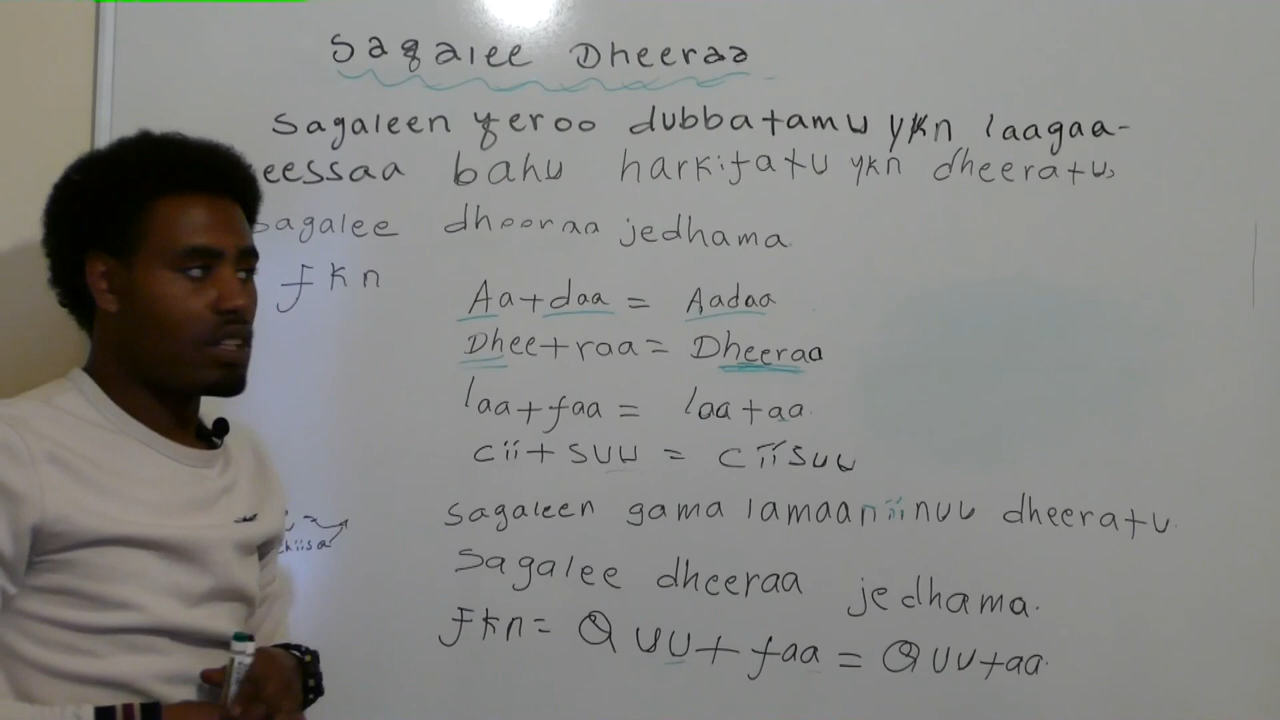 Sagalee Dheeraa
Sagaleen yeroo dubbatamu ykn laagaa-
eessaa bahu harkifatu ykn dheeratu,
sagalee dheeraa jedhama.
fkn
Aa+daa = Aadaa
Dhee+raa = Dheeraa
laa+faa = laafaa.
cii+suu = ciisuu
sagaleen gama lamaaniinuu dheeratu.
Sagalee dheeraa jedhama.
Fkn= Quu+faa = Quufaa.